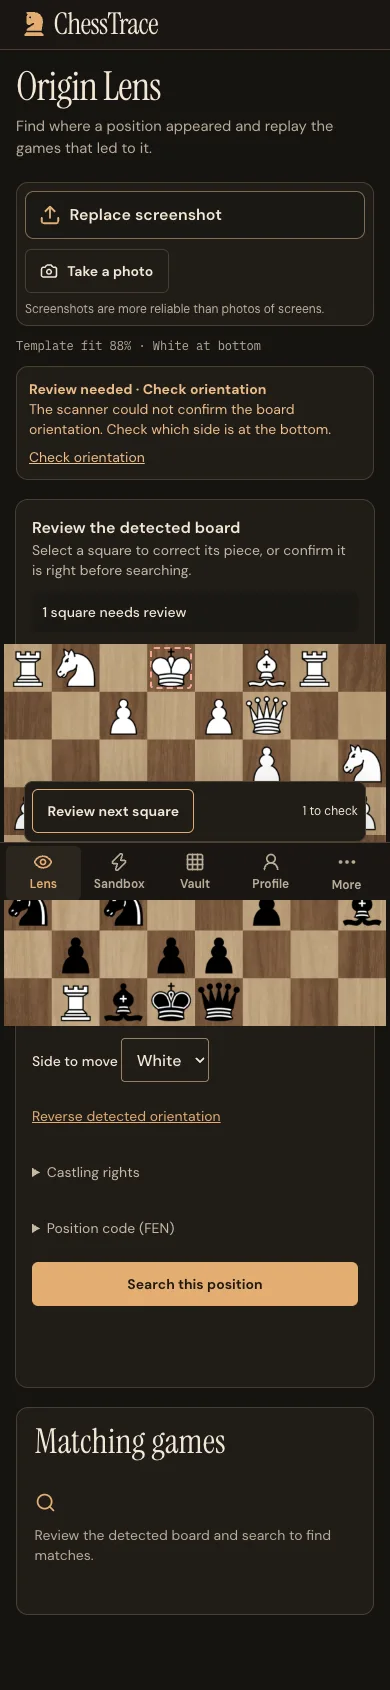 ChessTrace
Origin Lens
Find where a position appeared and replay the
games that led to it.
Replace screenshot
Take a photo
Screenshots are more reliable than photos of screens.
Template fit 88% · White at bottom
Review needed · Check orientation
The scanner could not confirm the board
orientation. Check which side is at the bottom.
Check orientation
Review the detected board
Select a square to correct its piece, or confirm it
is right before searching.
1 square needs review
Review next square
1 to check
Lens
Sandbox
Vault
Profile
More
Side to move White
Reverse detected orientation
Castling rights
Position code (FEN)
Search this position
Matching games
Review the detected board and search to find
matches.